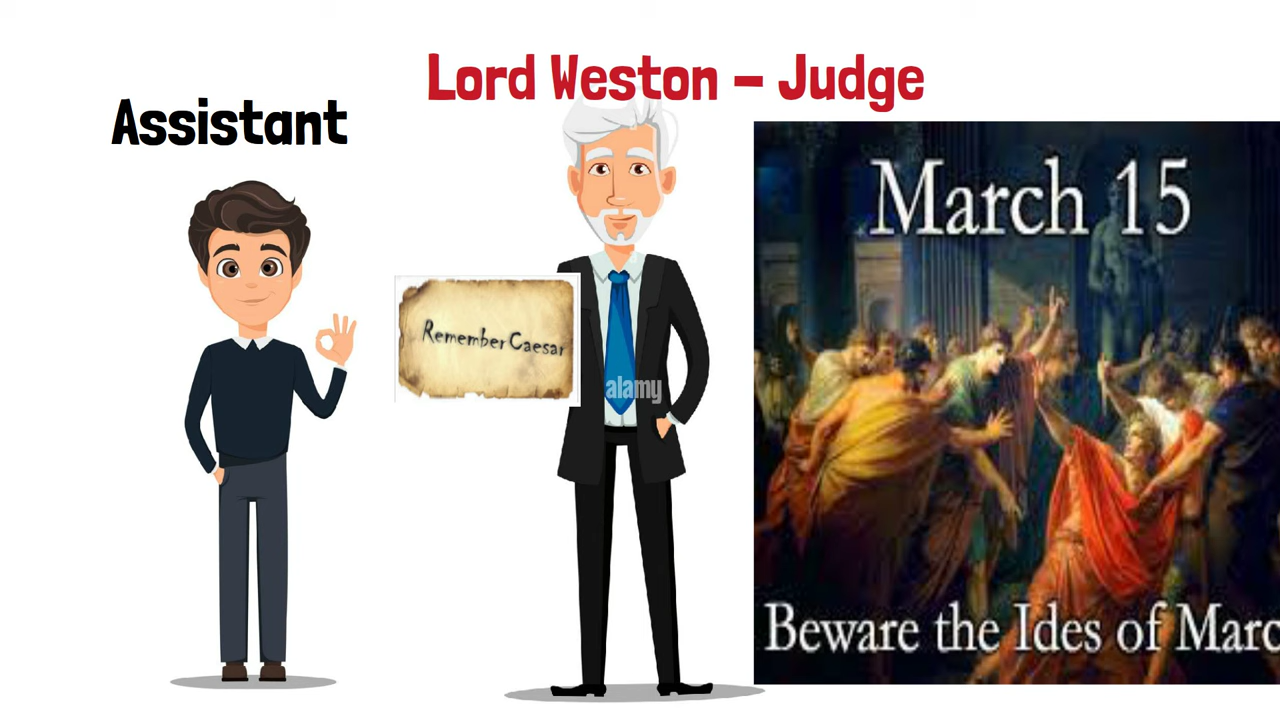 Lord Weston - Judge
Assistant
Remember Caesar
alamy
March 15
Beware the Ides of Marc